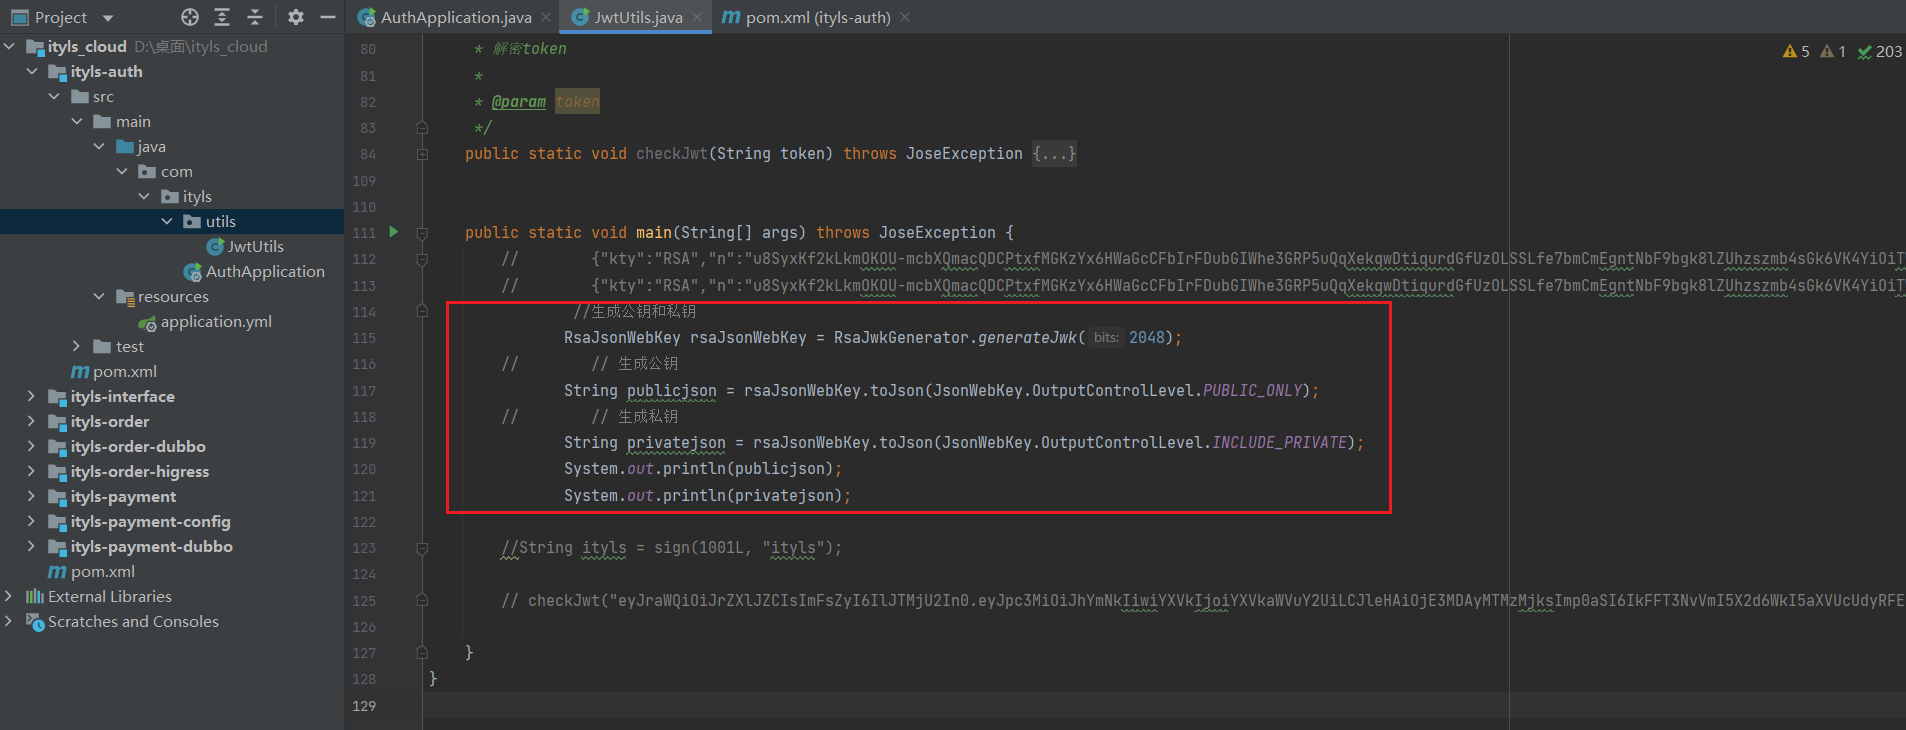 Project
AuthApplication.java
JwtUtils.java
pom.xml (ityls-auth)
ityls_cloud D:\桌面\ityls_cloud
ityls-auth
src
main
java
com
ityls
utils
JwtUtils
AuthApplication
resources
application.yml
test
pom.xml
ityls-interface
ityls-order
ityls-order-dubbo
ityls-order-higress
ityls-payment
ityls-payment-config
ityls-payment-dubbo
pom.xml
External Libraries
Scratches and Consoles
5 1 203
80 * 解密token
81 *
82 * @param token
83 */
84 public static void checkJwt(String token) throws JoseException {...}
109
110
111 public static void main(String[] args) throws JoseException {
112 // {"kty":"RSA","n":"u8SyxKf2kLkmOKOU-mcbXQmacQDCPtxfMGKzYx6HWaGcCFbIrFDubGIWhe3GRP5uQqXekqwDtiqurdGfUzOLSSLfe7bmCmEgntNbF9bgk8lZUhzszmb4sGk6VK4YiOiT
113 // {"kty":"RSA","n":"u8SyxKf2kLkmOKOU-mcbXQmacQDCPtxfMGKzYx6HWaGcCFbIrFDubGIWhe3GRP5uQqXekqwDtiqurdGfUzOLSSLfe7bmCmEgntNbF9bgk8lZUhzszmb4sGk6VK4YiOiT
114 //生成公钥和私钥
115 RsaJsonWebKey rsaJsonWebKey = RsaJwkGenerator.generateJwk( bits: 2048);
116 // // 生成公钥
117 String publicjson = rsaJsonWebKey.toJson(JsonWebKey.OutputControlLevel.PUBLIC_ONLY);
118 // // 生成私钥
119 String privatejson = rsaJsonWebKey.toJson(JsonWebKey.OutputControlLevel.INCLUDE_PRIVATE);
120 System.out.println(publicjson);
121 System.out.println(privatejson);
122
123 //String ityls = sign(1001L, "ityls");
124
125 // checkJwt("eyJraWQiOiJrZXlJZCIsImFsZyI6IlJTMjU2In0.eyJpc3MiOiJhYmNkIiwiYXVkIjoiYXVkaWVuY2UiLCJleHAiOjE3MDAyMTMzMjksImp0aSI6IkFFT3NvVmI5X2d6WkI5aXVUcUdyRFE
126
127 }
128 }
129